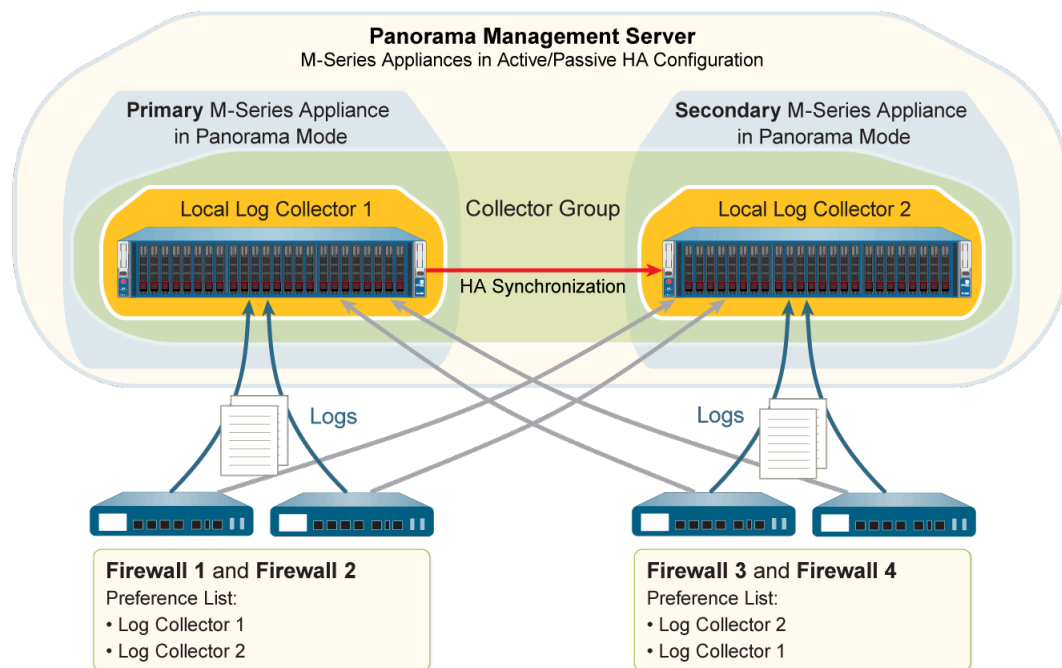 Panorama Management Server
M-Series Appliances in Active/Passive HA Configuration
Primary M-Series Appliance
in Panorama Mode
Secondary M-Series Appliance
in Panorama Mode
Local Log Collector 1
Collector Group
Local Log Collector 2
HA Synchronization
Logs
Logs
Firewall 1 and Firewall 2
Preference List:
• Log Collector 1
• Log Collector 2
Firewall 3 and Firewall 4
Preference List:
• Log Collector 2
• Log Collector 1